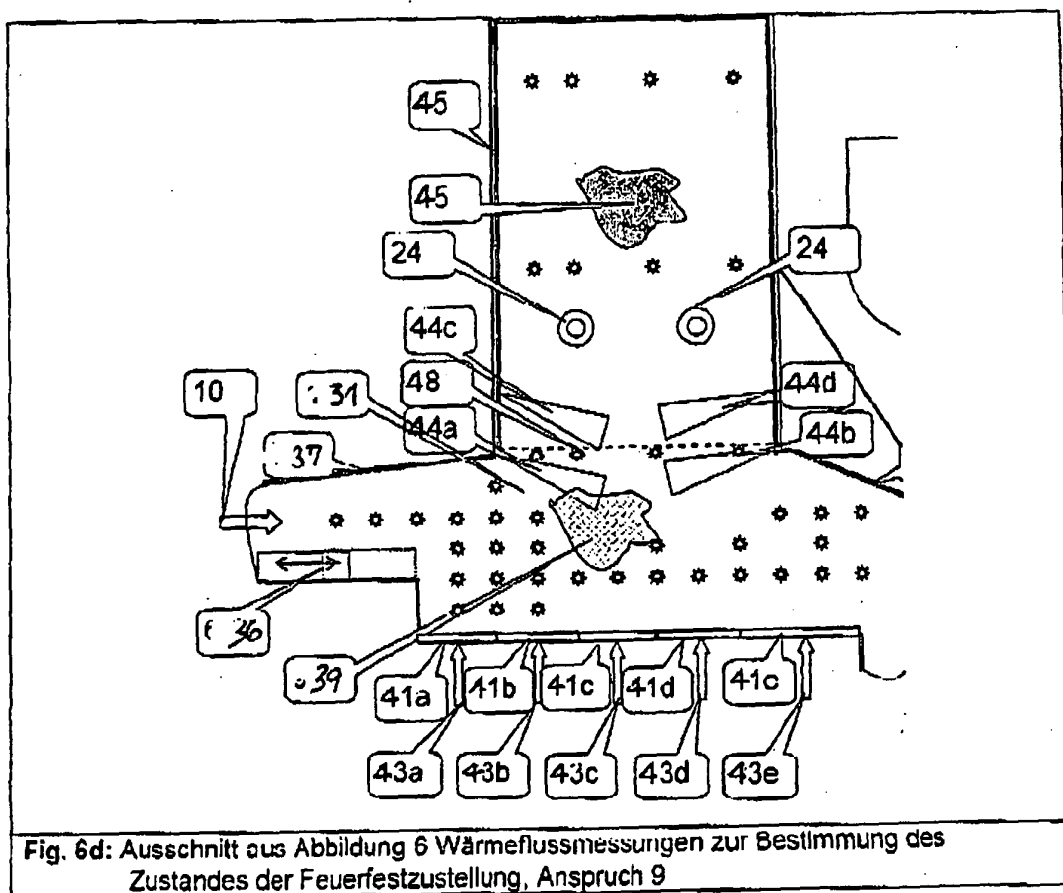 45
45
24
24
44c
10
31
48
44d
44a
44b
37
36
39
41a
41b
41c
41d
41c
43a
43b
43c
43d
43e
Fig. 6d: Ausschnitt aus Abbildung 6 Wärmeflussmessungen zur Bestimmung des
Zustandes der Feuerfestzustellung, Anspruch 9